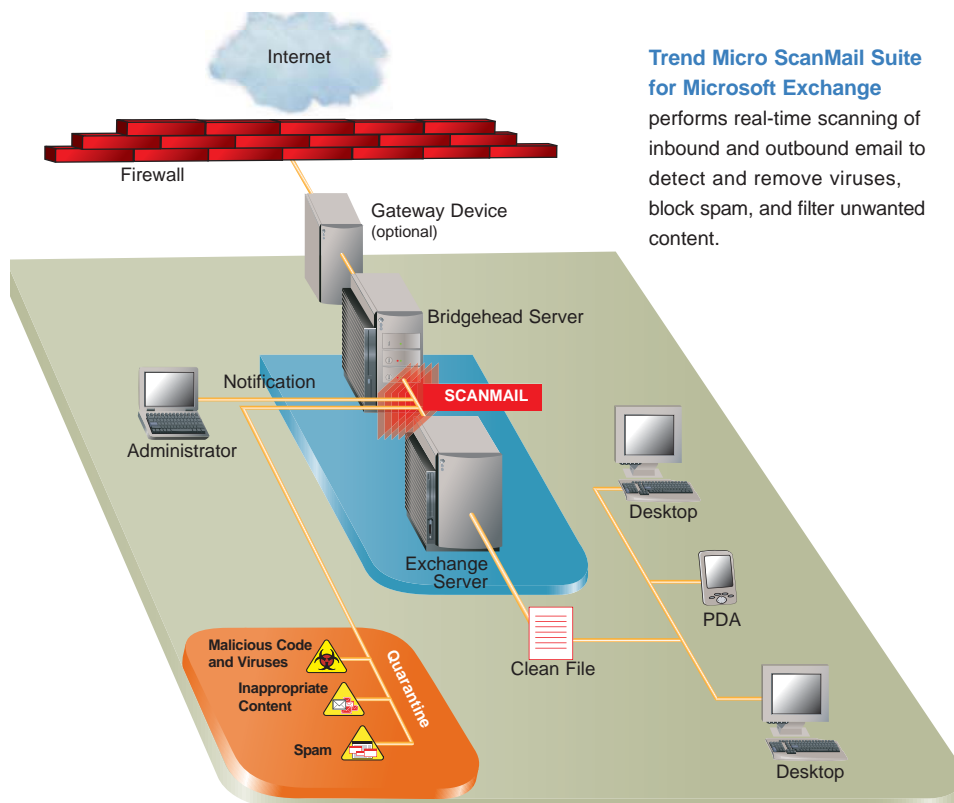 Internet
Trend Micro ScanMail Suite
for Microsoft Exchange
performs real-time scanning of
inbound and outbound email to
detect and remove viruses,
block spam, and filter unwanted
content.
Firewall
Gateway Device
(optional)
Bridgehead Server
Notification
SCANMAIL
Administrator
Desktop
Exchange
Server
PDA
Clean File
Malicious Code
and Viruses
Quarantine
Inappropriate
Content
Spam
Desktop